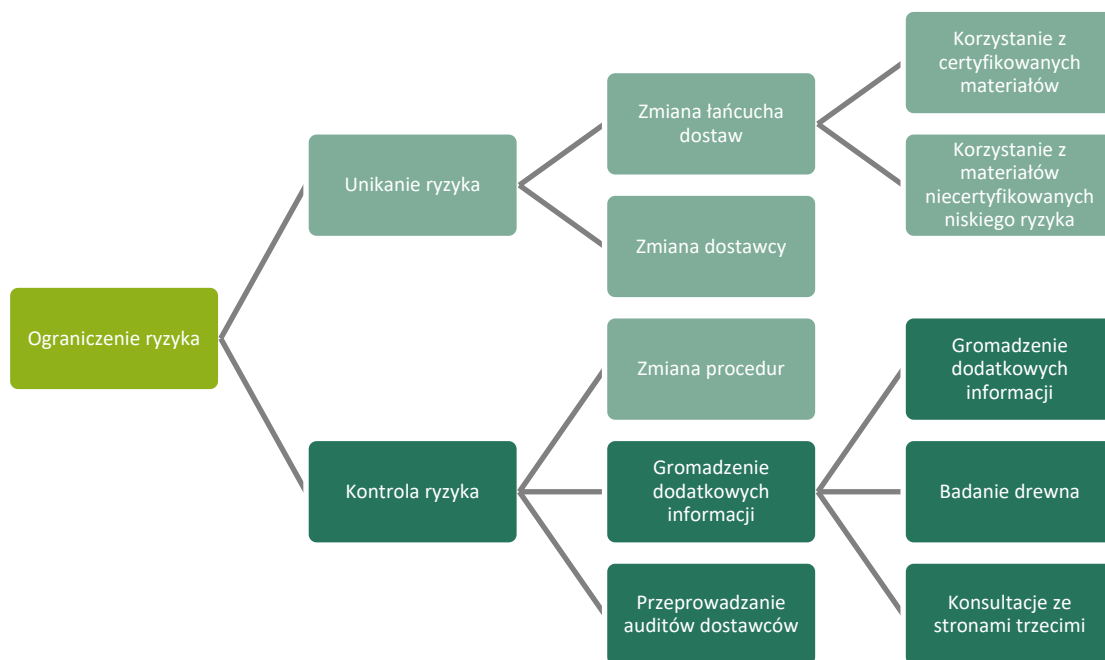 Korzystanie z
certyfikowanych
materiałów
Zmiana łańcucha
dostaw
Unikanie ryzyka
Korzystanie z
materiałów
niecertyfikowanych
niskiego ryzyka
Zmiana dostawcy
Ograniczenie ryzyka
Zmiana procedur
Gromadzenie
dodatkowych
informacji
Kontrola ryzyka
Gromadzenie
dodatkowych
informacji
Badanie drewna
Przeprowadzanie
auditów dostawców
Konsultacje ze
stronami trzecimi